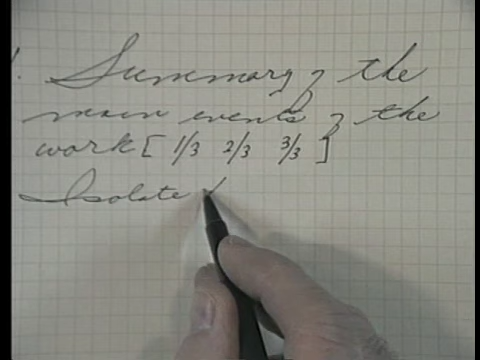 1. Summary of the
main events of the
work [ 1/3 2/3 3/3 ]
Isolate